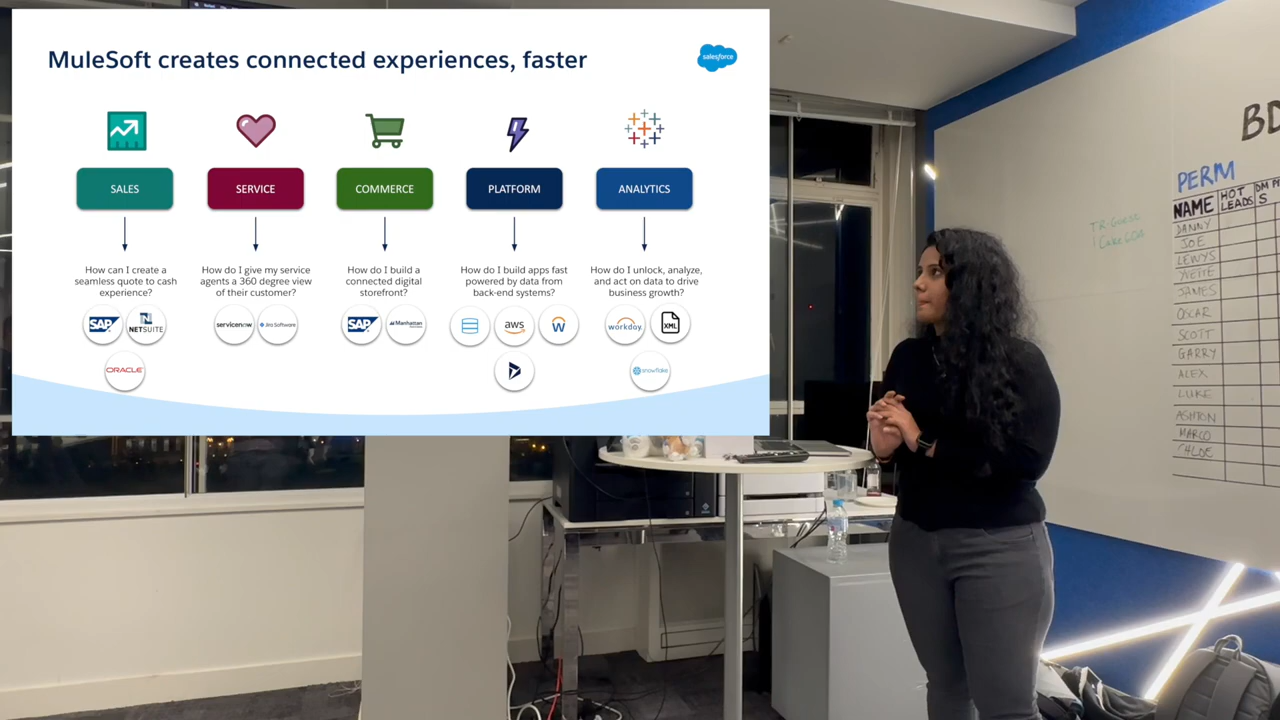 MuleSoft creates connected experiences, faster
salesforce
SALES
SERVICE
COMMERCE
PLATFORM
ANALYTICS
How can I create a
seamless quote to cash
experience?
How do I give my service
agents a 360 degree view
of their customer?
How do I build a
connected digital
storefront?
How do I build apps fast
powered by data from
back-end systems?
How do I unlock, analyze,
and act on data to drive
business growth?
SAP
NETSUITE
servicenow
Jira Software
SAP
Manhattan
aws
workday.
XML
ORACLE
snowflake
BD
PERM
NAME
HOT
LEADS
DM
S
DANNY
JOE
LEWYS
YVETTE
JAMES
OSCAR
SCOTT
GARRY
ALEX
LUKE
ASHTON
MARCO
CHLOE